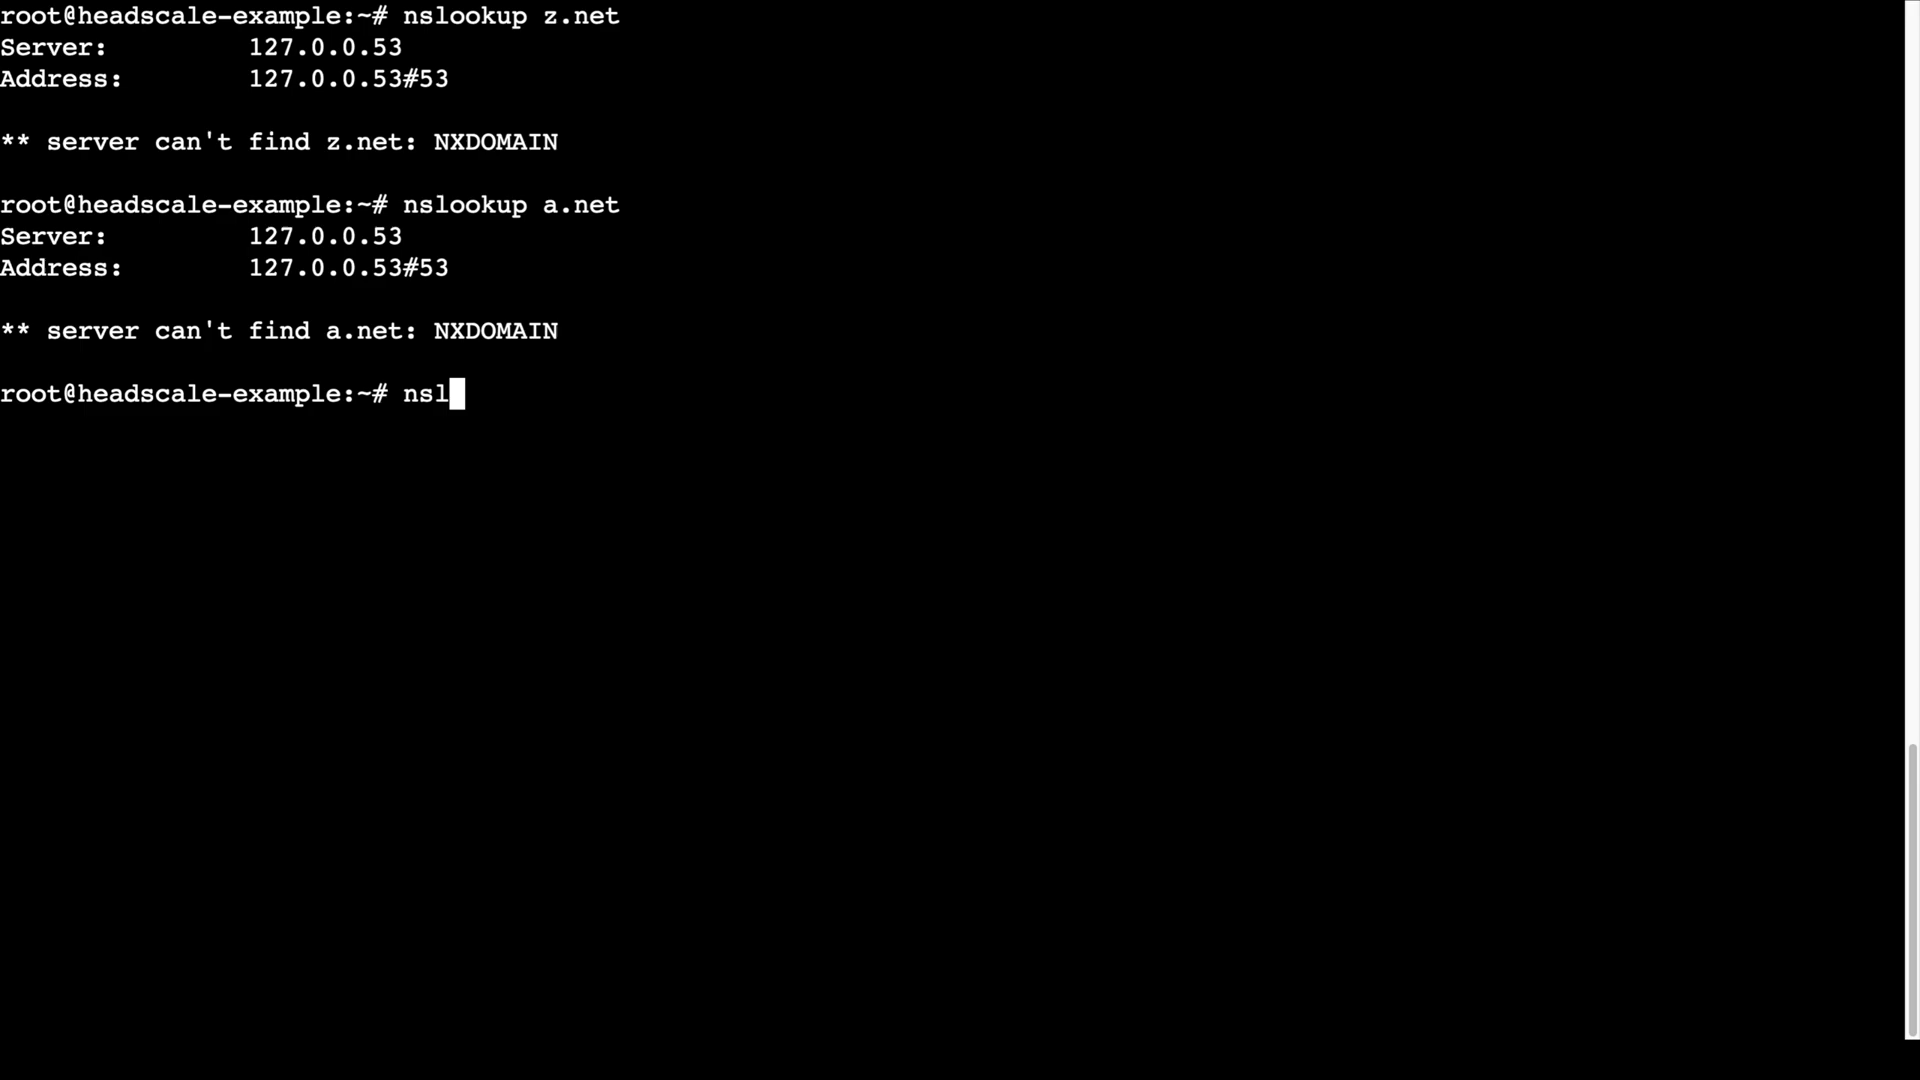 root@headscale-example:~# nslookup z.net
Server:         127.0.0.53
Address:        127.0.0.53#53
** server can't find z.net: NXDOMAIN
root@headscale-example:~# nslookup a.net
Server:         127.0.0.53
Address:        127.0.0.53#53
** server can't find a.net: NXDOMAIN
root@headscale-example:~# nsl